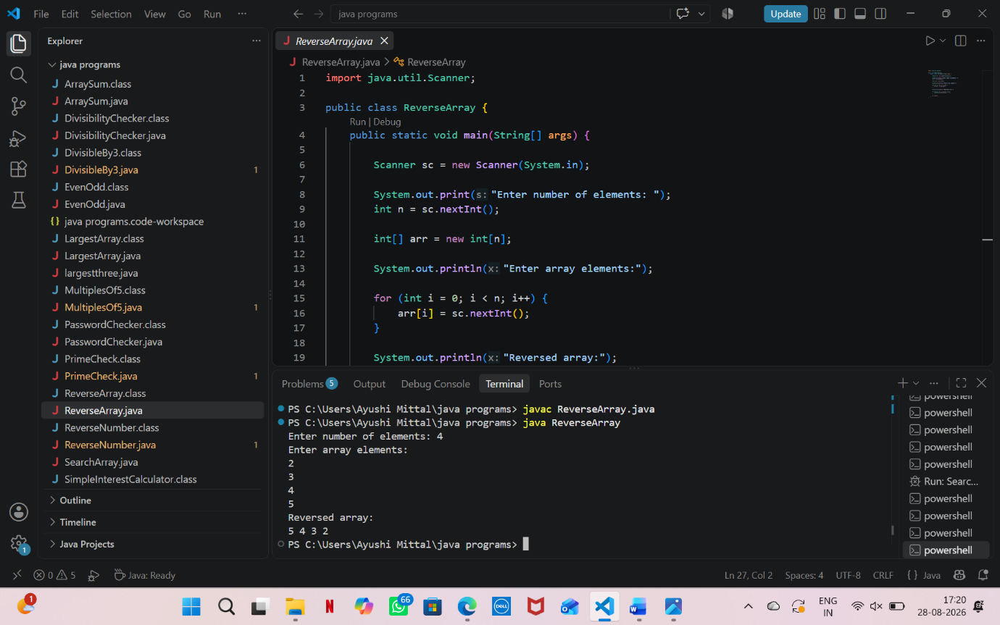 File Edit Selection View Go Run ···
java programs
Update
Explorer ···
java programs
ArraySum.class
ArraySum.java
DivisibilityChecker.class
DivisibilityChecker.java
DivisibleBy3.class
DivisibleBy3.java 1
EvenOdd.class
EvenOdd.java
{} java programs.code-workspace
LargestArray.class
LargestArray.java
largestthree.java
MultiplesOf5.class
MultiplesOf5.java 1
PasswordChecker.class
PasswordChecker.java
PrimeCheck.class
PrimeCheck.java 1
ReverseArray.class
ReverseArray.java
ReverseNumber.class
ReverseNumber.java 1
SearchArray.java
SimpleInterestCalculator.class
Outline
Timeline
Java Projects
1
ReverseArray.java
ReverseArray.java > ReverseArray
1 import java.util.Scanner;
2
3 public class ReverseArray {
Run | Debug
4 public static void main(String[] args) {
5
6 Scanner sc = new Scanner(System.in);
7
8 System.out.print(s: "Enter number of elements: ");
9 int n = sc.nextInt();
10
11 int[] arr = new int[n];
12
13 System.out.println(x: "Enter array elements:");
14
15 for (int i = 0; i < n; i++) {
16 arr[i] = sc.nextInt();
17 }
18
19 System.out.println(x: "Reversed array:");
Problems 5 Output Debug Console Terminal Ports
PS C:\Users\Ayushi Mittal\java programs> javac ReverseArray.java
PS C:\Users\Ayushi Mittal\java programs> java ReverseArray
Enter number of elements: 4
Enter array elements:
2
3
4
5
Reversed array:
5 4 3 2
PS C:\Users\Ayushi Mittal\java programs>
powershell
powershell
powershell
powershell
powershell
Run: Searc...
powershell
powershell
powershell
powershell
0 5 Java: Ready
Ln 27, Col 2 Spaces: 4 UTF-8 CRLF {} Java
1
66
DELL
ENG
IN
17:20
28-08-2026